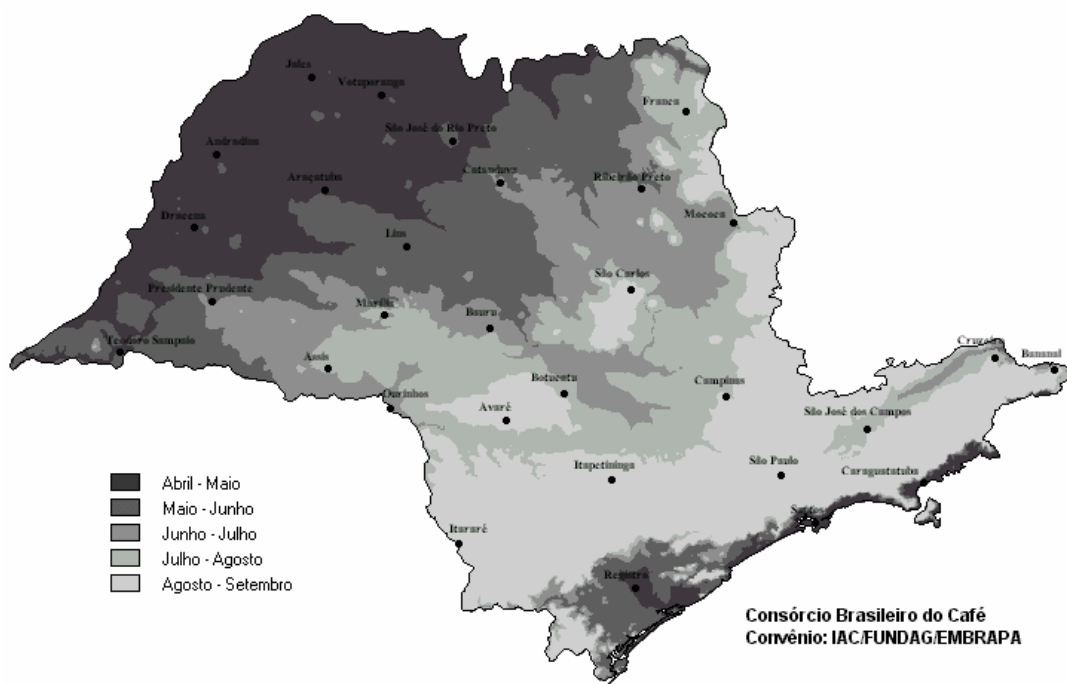 Jales
Votuporanga
Franca
São José do Rio Preto
Andradina
Catanduva
Ribeirão Preto
Araçatuba
Mococa
Dracena
Lins
São Carlos
Presidente Prudente
Marília
Bauru
Teodoro Sampaio
Cruzeiro
Bananal
Assis
Botucatu
Campinas
Ourinhos
Avaré
São José dos Campos
Itapetininga
São Paulo
Caraguatatuba
Santos
Itararé
Registro
Abril - Maio
Maio - Junho
Junho - Julho
Julho - Agosto
Agosto - Setembro
Consórcio Brasileiro do Café
Convênio: IAC/FUNDAG/EMBRAPA